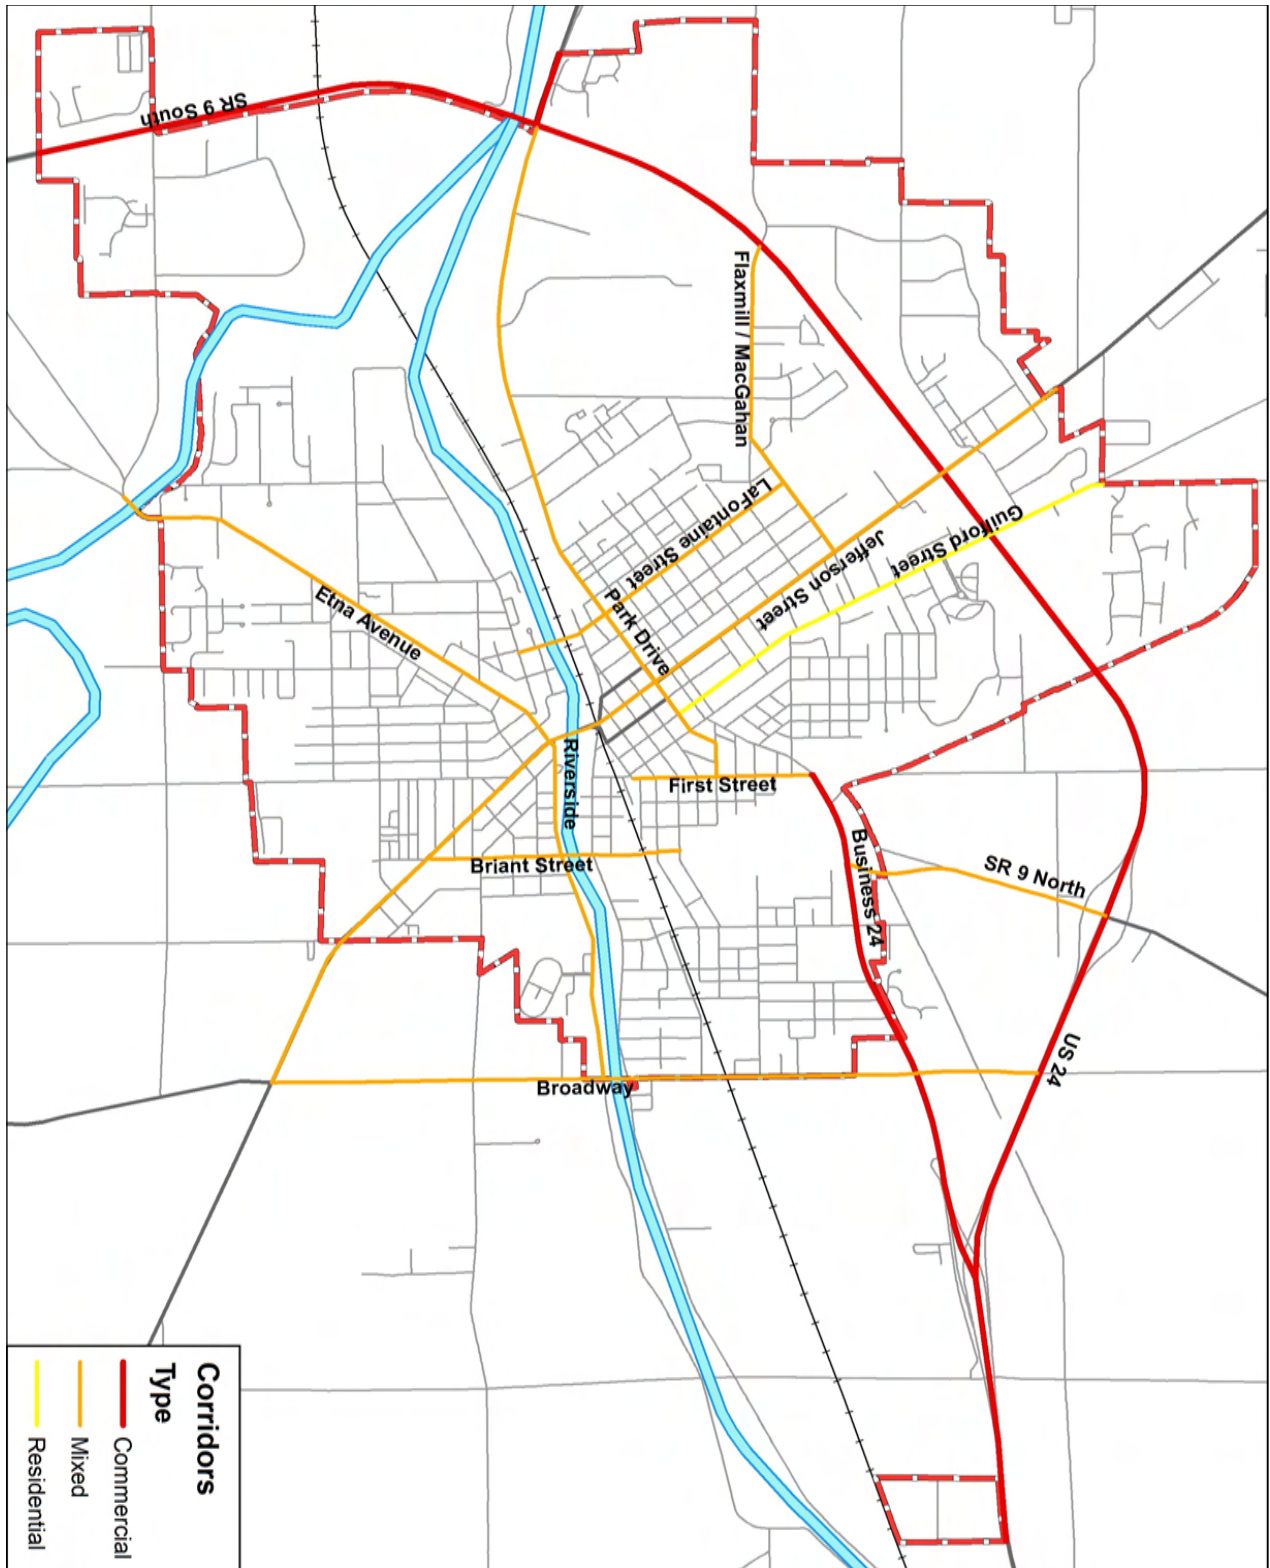 SR 9 South
Flaxmill / MacGahan
LaFontaine Street
Guilford Street
Jefferson Street
Park Drive
Etna Avenue
Riverside
First Street
Briant Street
Business 24
SR 9 North
US 24
Broadway
Corridors
Type
Commercial
Mixed
Residential